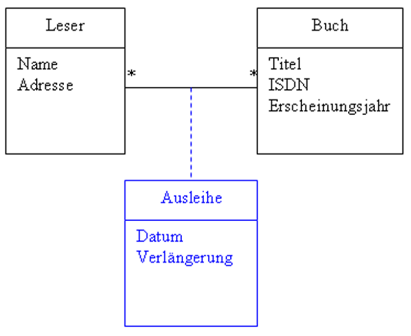 Leser
Name
Adresse
*
*
Buch
Titel
ISDN
Erscheinungsjahr
Ausleihe
Datum
Verlängerung